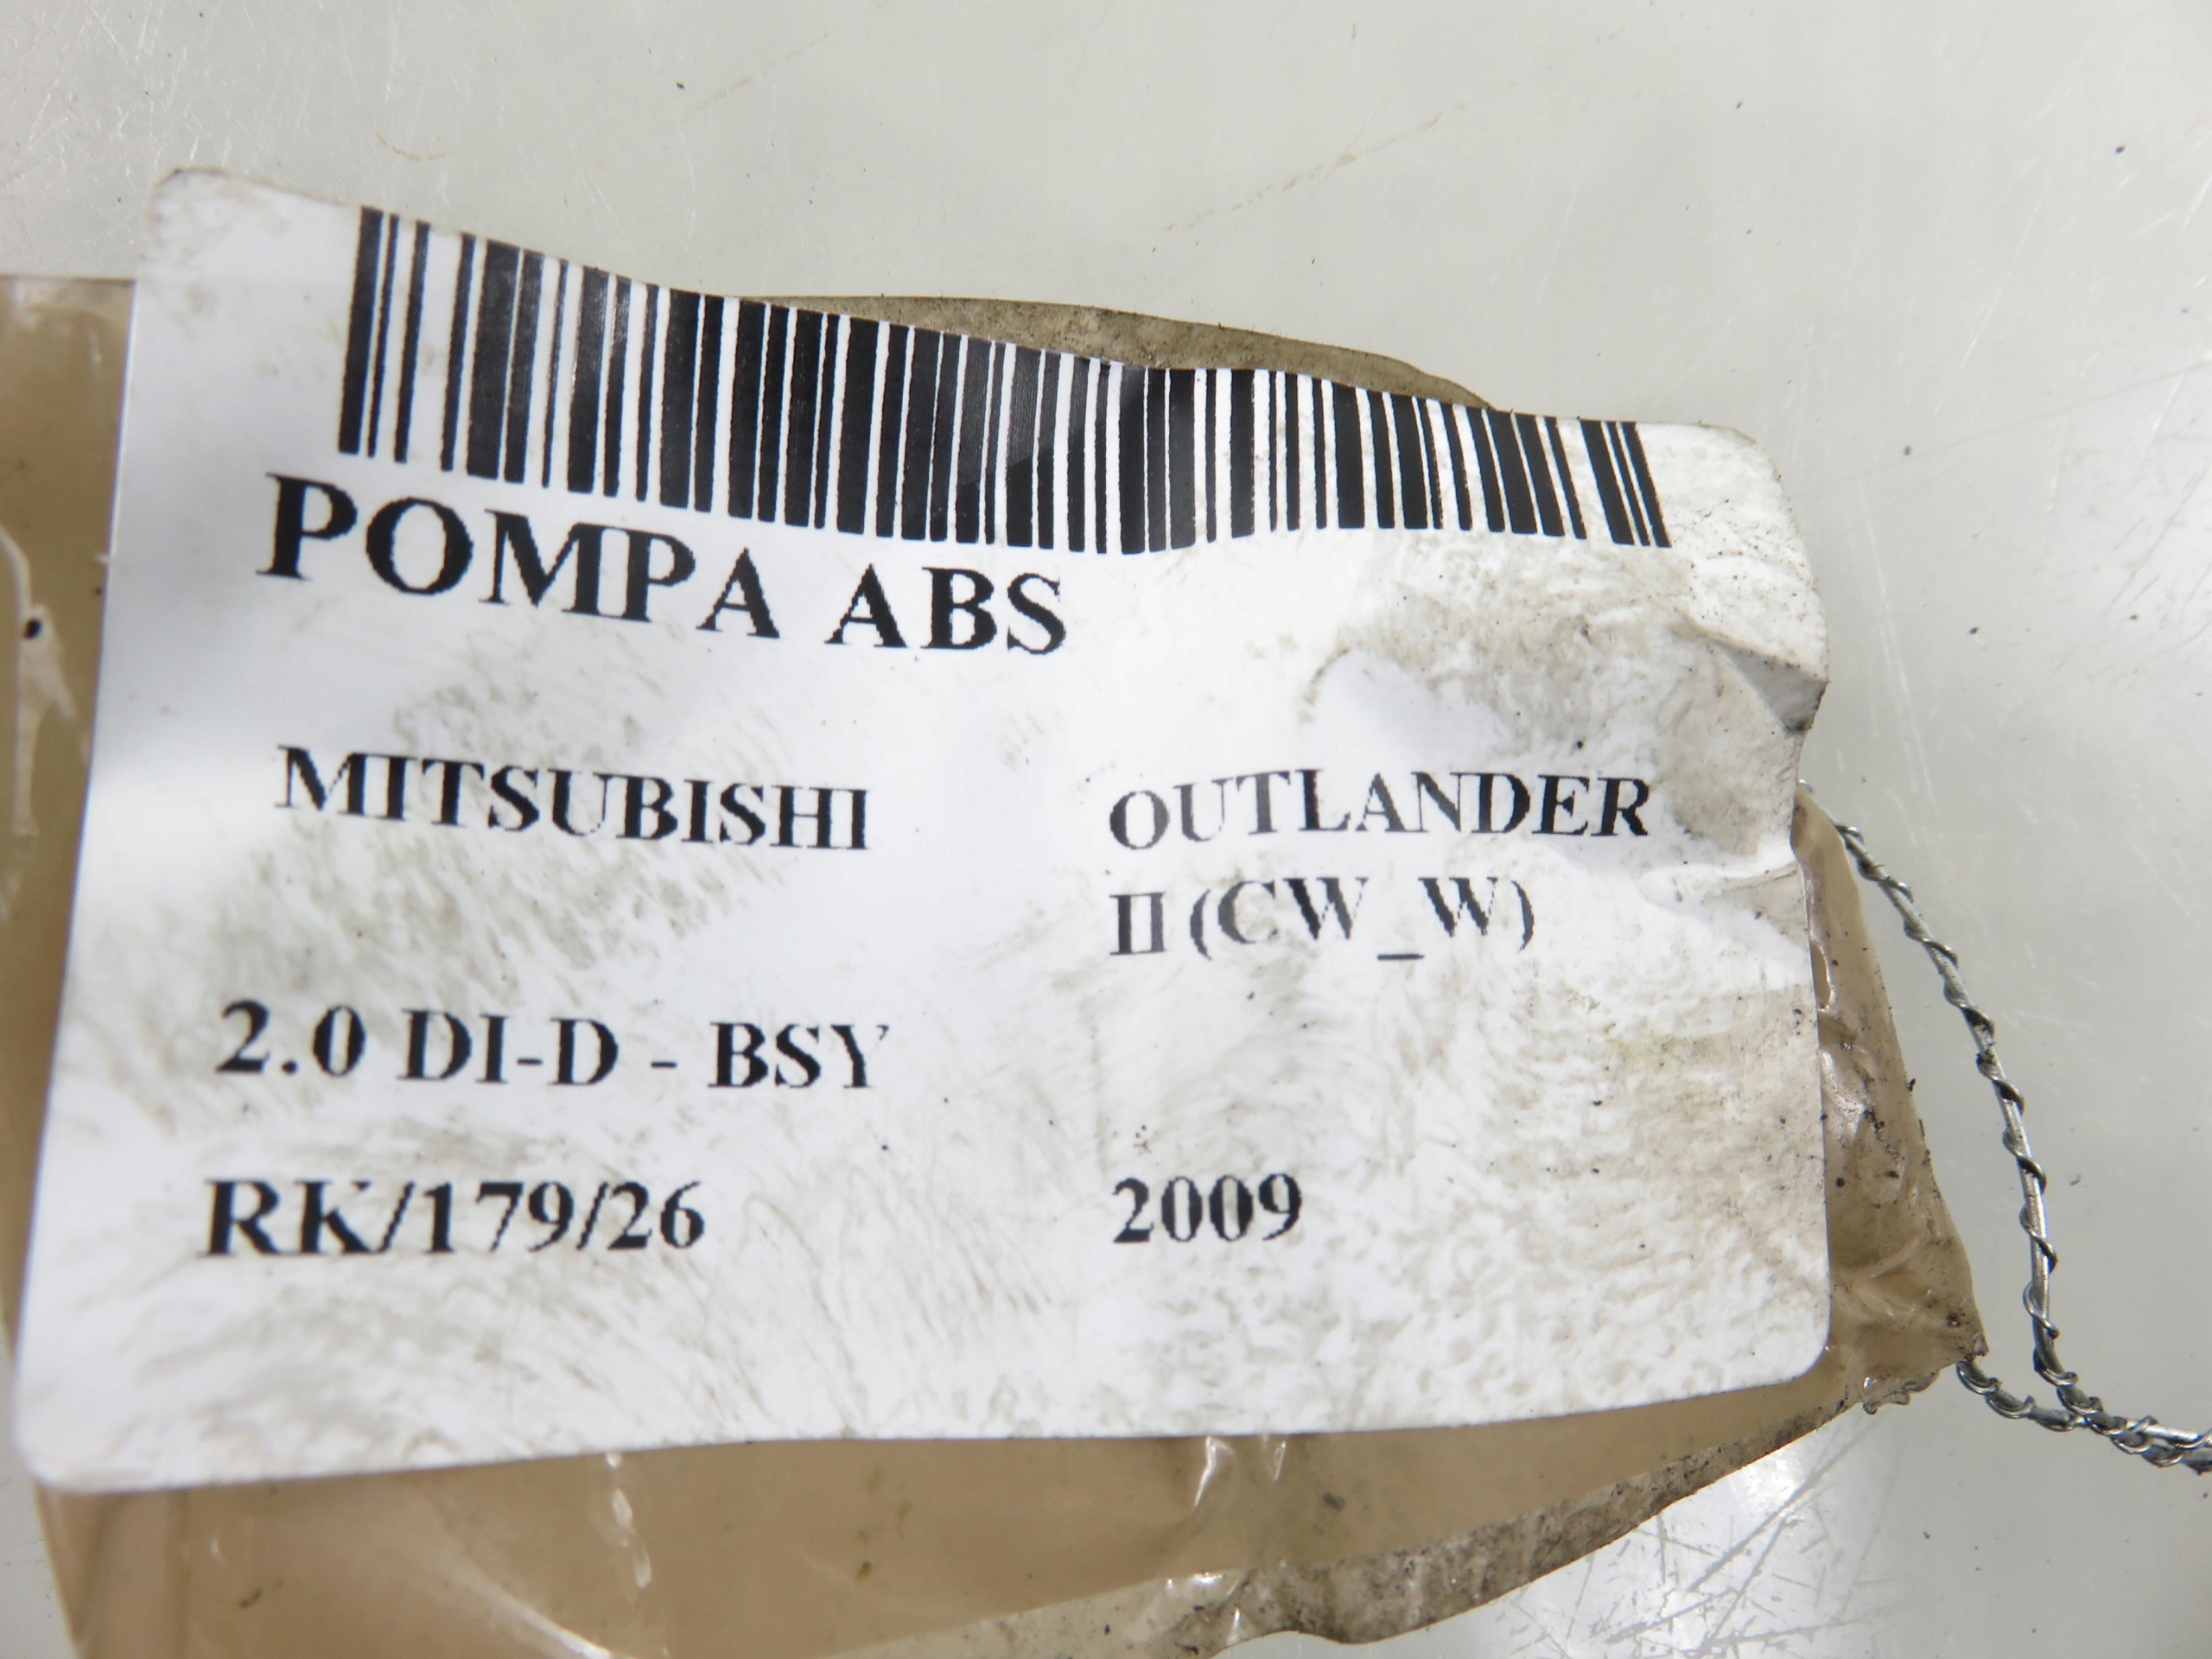 POMPA ABS
MITSUBISHI
OUTLANDER
II (CW_W)
2.0 DI-D - BSY
RK/179/26
2009